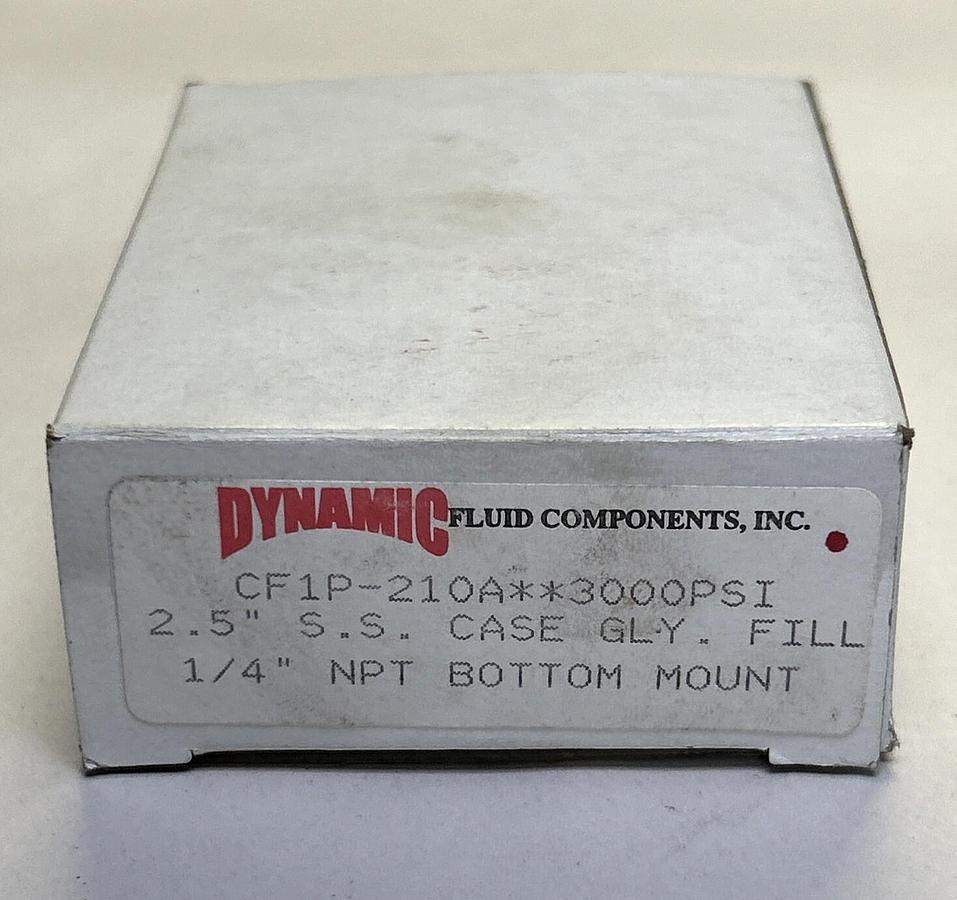 DYNAMIC FLUID COMPONENTS, INC.
CF1P-210A**3000PSI
2.5" S.S. CASE GLY. FILL
1/4" NPT BOTTOM MOUNT